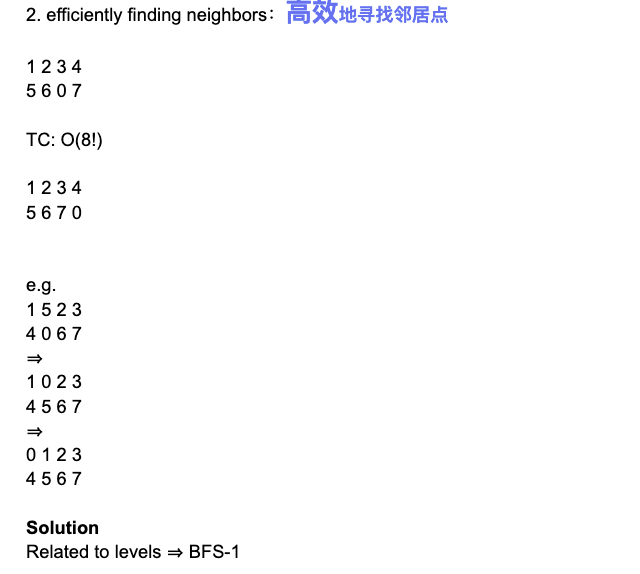 2. efficiently finding neighbors：高效地寻找邻居点
1 2 3 4
5 6 0 7
TC: O(8!)
1 2 3 4
5 6 7 0
e.g.
1 5 2 3
4 0 6 7
⇒
1 0 2 3
4 5 6 7
⇒
0 1 2 3
4 5 6 7
Solution
Related to levels ⇒ BFS-1